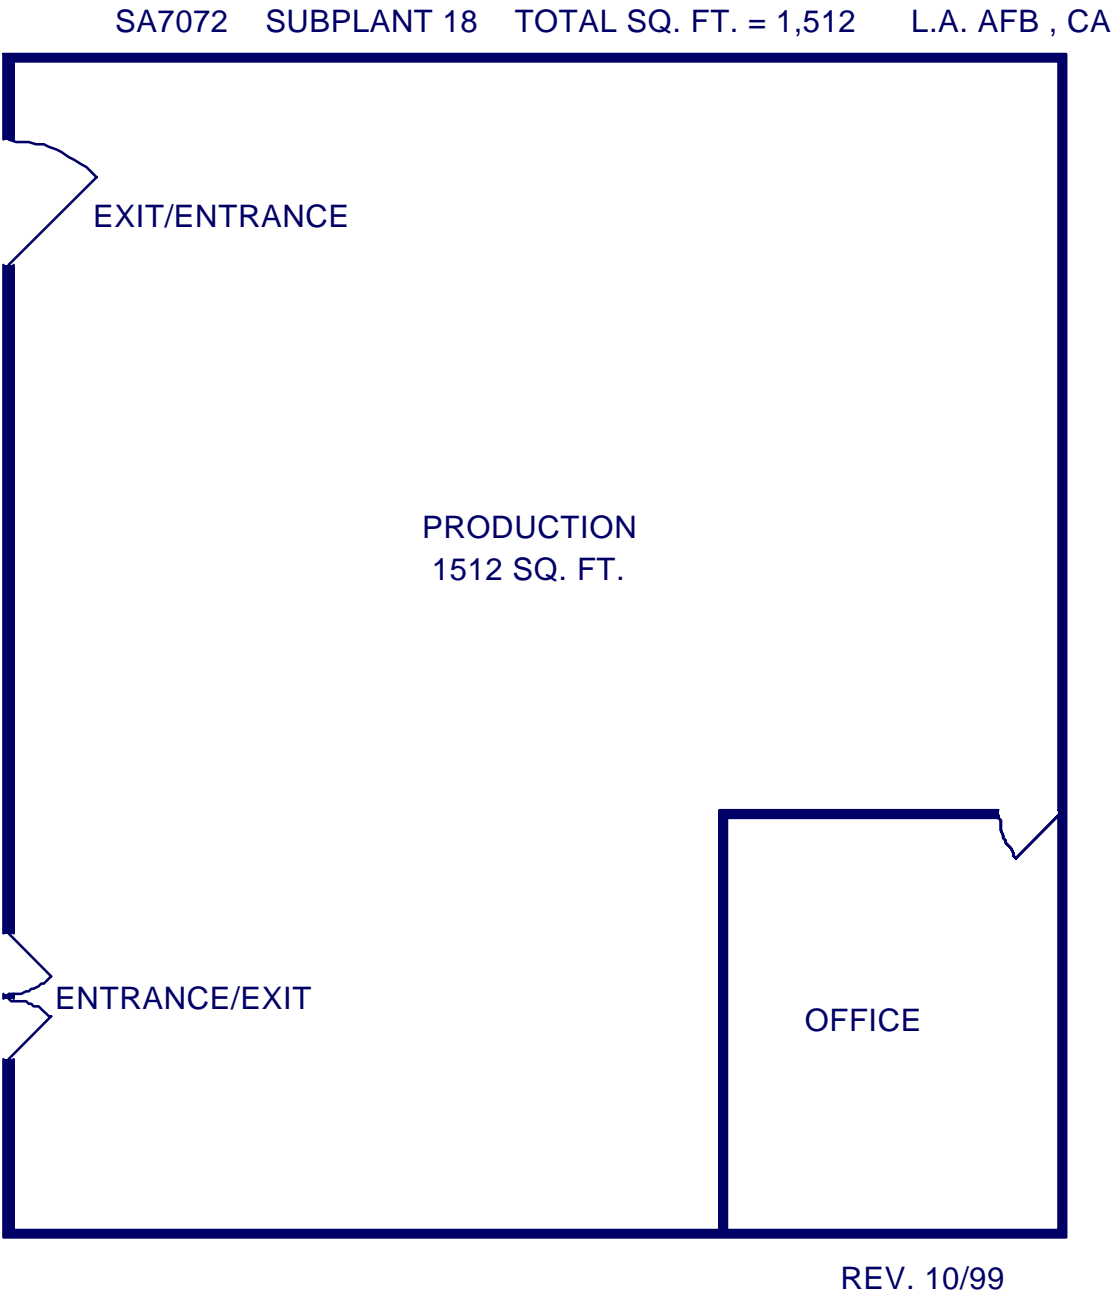 SA7072 SUBPLANT 18 TOTAL SQ. FT. = 1,512 L.A. AFB , CA
EXIT/ENTRANCE
PRODUCTION
1512 SQ. FT.
ENTRANCE/EXIT
OFFICE
REV. 10/99